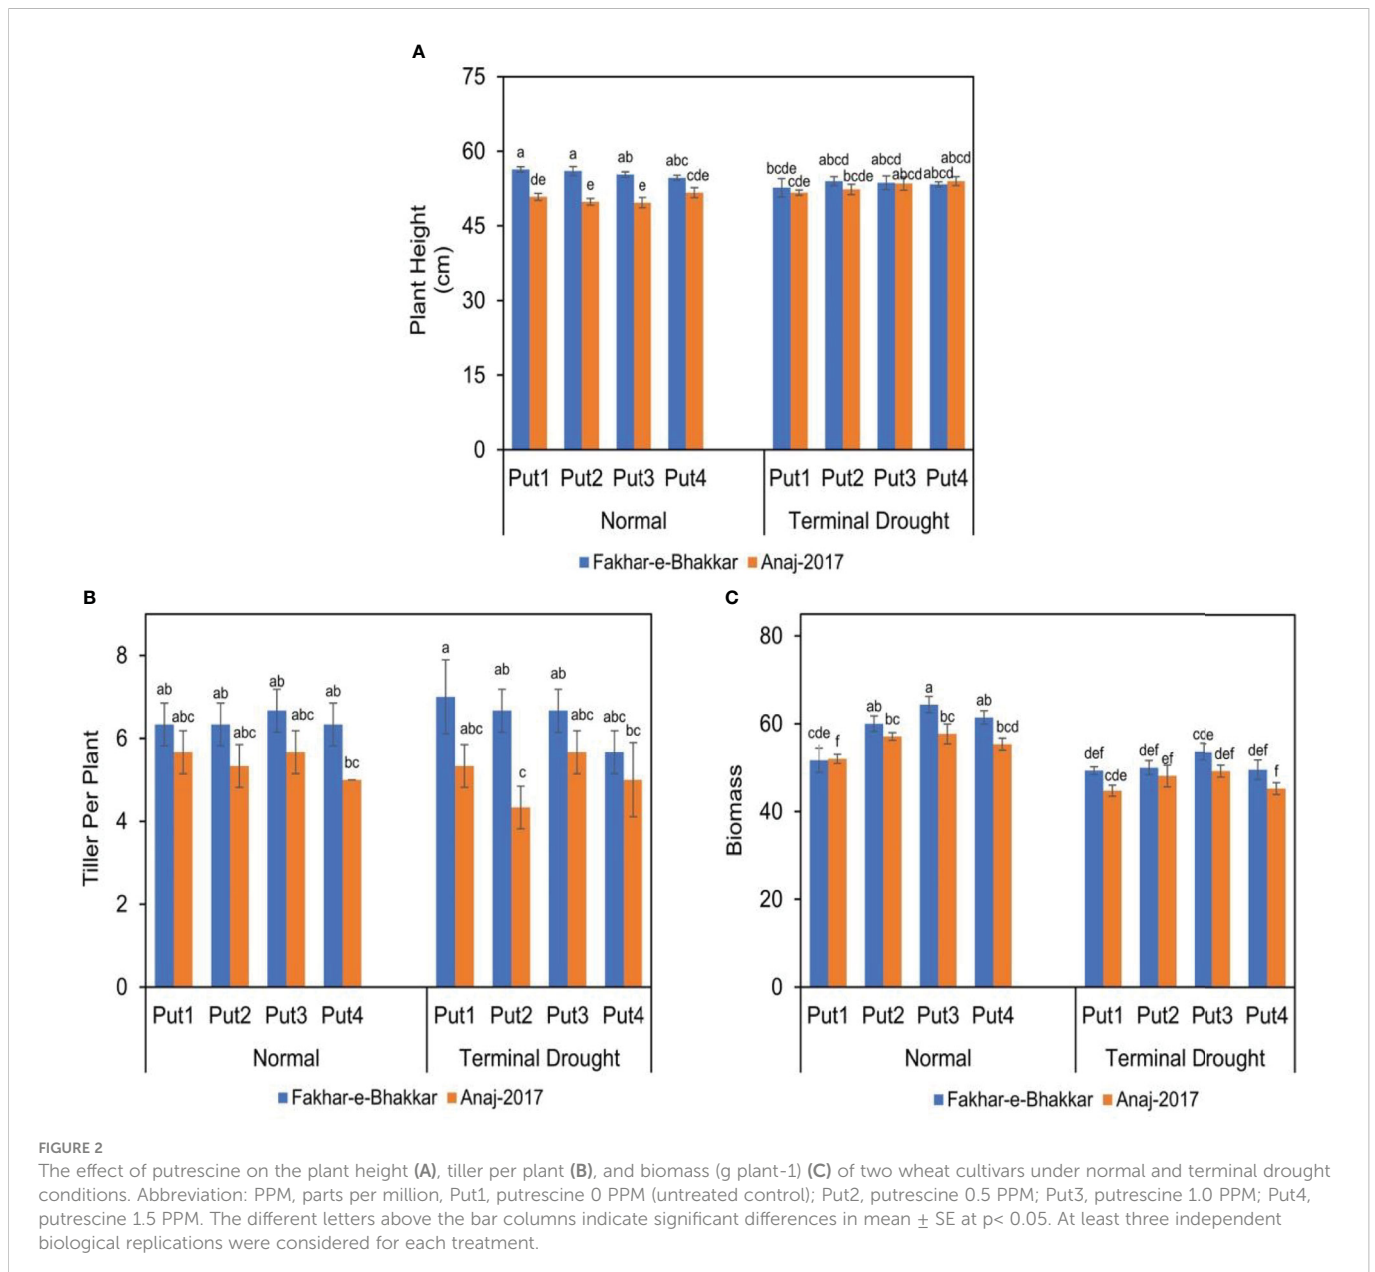 A
75
60
45
30
15
0
Plant Height
(cm)
a
de
a
e
ab
e
abc
cde
bcde
cde
abcd
bcde
abcd
abcd
abcd
abcd
Put1 Put2 Put3 Put4 Put1 Put2 Put3 Put4
Normal Terminal Drought
Fakhar-e-Bhakkar Anaj-2017
B
8
6
4
2
0
Tiller Per Plant
ab
abc
ab
abc
ab
abc
ab
bc
a
abc
ab
c
ab
abc
abc
bc
Put1 Put2 Put3 Put4 Put1 Put2 Put3 Put4
Normal Terminal Drought
Fakhar-e-Bhakkar Anaj-2017
C
80
60
40
20
0
Biomass
cde
f
ab
bc
a
bc
ab
bcd
def
cde
def
ef
cce
def
def
f
Put1 Put2 Put3 Put4 Put1 Put2 Put3 Put4
Normal Terminal Drought
Fakhar-e-Bhakkar Anaj-2017
FIGURE 2
The effect of putrescine on the plant height (A), tiller per plant (B), and biomass (g plant-1) (C) of two wheat cultivars under normal and terminal drought
conditions. Abbreviation: PPM, parts per million, Put1, putrescine 0 PPM (untreated control); Put2, putrescine 0.5 PPM; Put3, putrescine 1.0 PPM; Put4,
putrescine 1.5 PPM. The different letters above the bar columns indicate significant differences in mean ± SE at p< 0.05. At least three independent
biological replications were considered for each treatment.